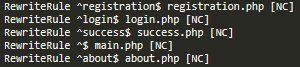 RewriteRule ^registration$ registration.php [NC]
RewriteRule ^login$ login.php [NC]
RewriteRule ^success$ success.php [NC]
RewriteRule ^$ main.php [NC]
RewriteRule ^about$ about.php [NC]